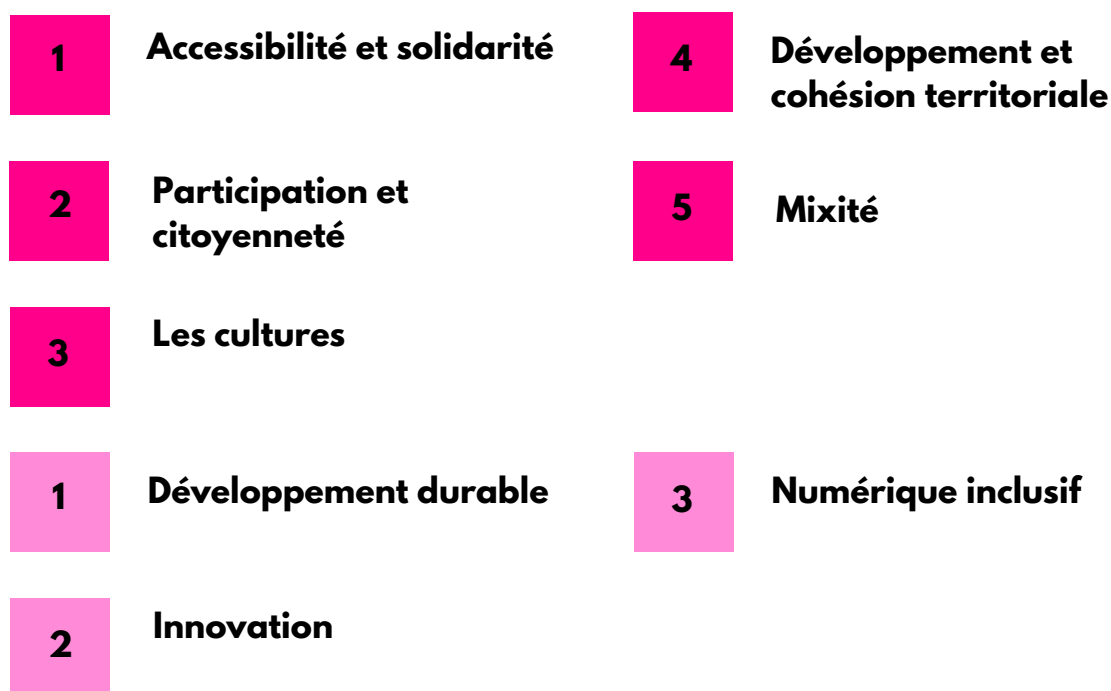 1
Accessibilité et solidarité
2
Participation et
citoyenneté
3
Les cultures
4
Développement et
cohésion territoriale
5
Mixité
1
Développement durable
2
Innovation
3
Numérique inclusif